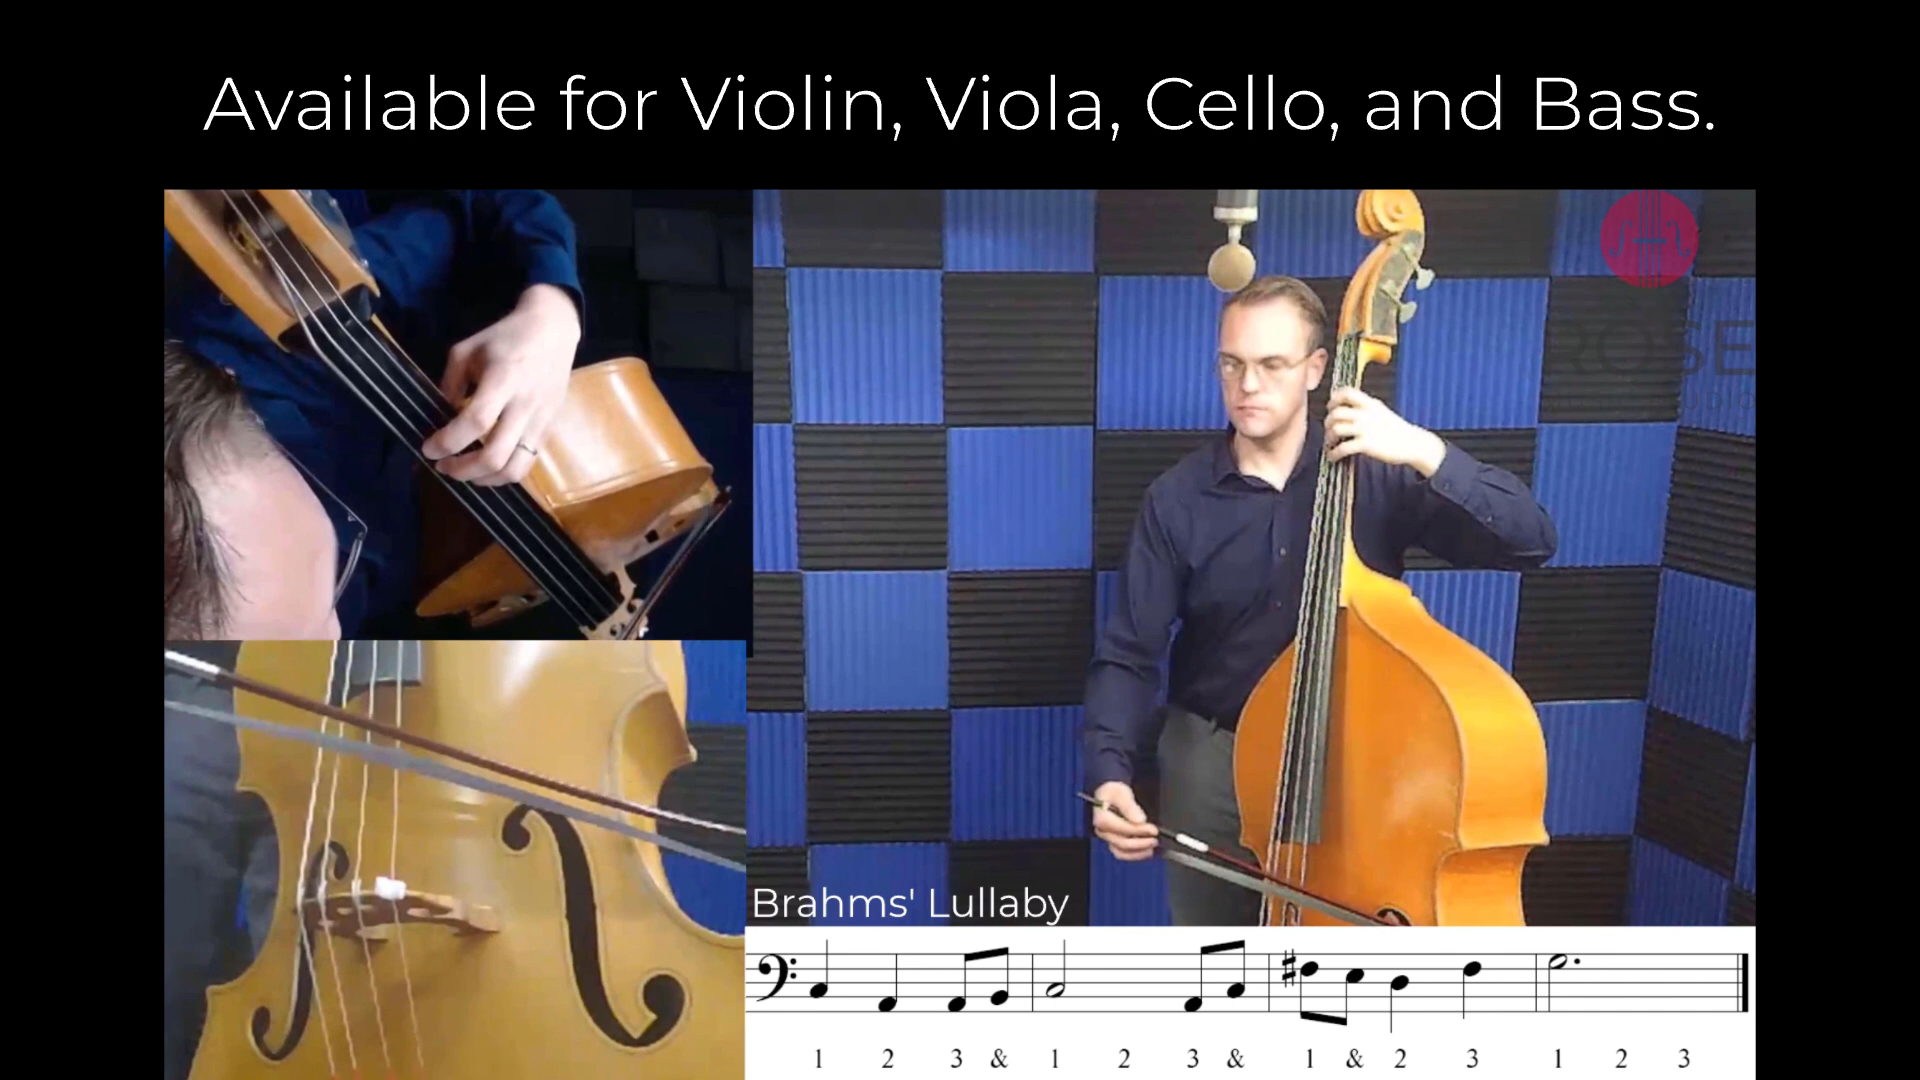 Available for Violin, Viola, Cello, and Bass.
ROSE
Brahms' Lullaby
1 2 3 & 1 2 3 & 1 & 2 3 1 2 3